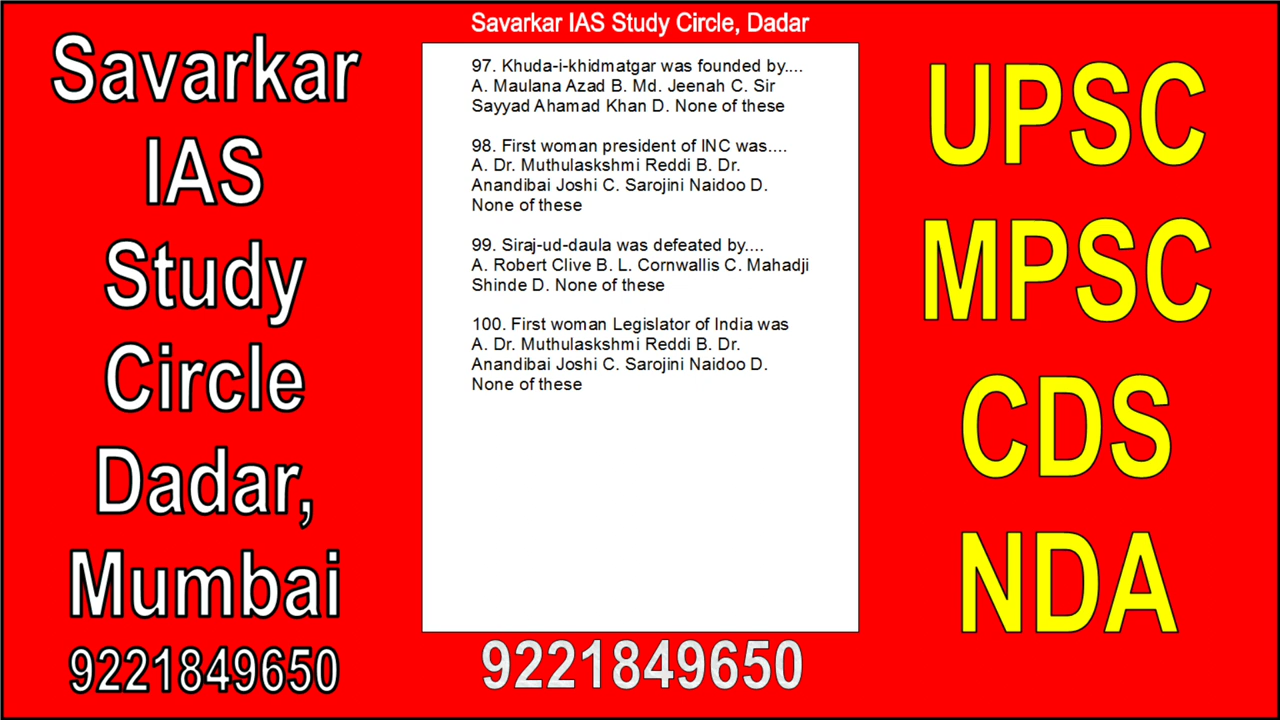 Savarkar IAS Study Circle, Dadar
Savarkar
IAS
Study
Circle
Dadar,
Mumbai
9221849650
97. Khuda-i-khidmatgar was founded by....
A. Maulana Azad B. Md. Jeenah C. Sir
Sayyad Ahamad Khan D. None of these
98. First woman president of INC was....
A. Dr. Muthulaskshmi Reddi B. Dr.
Anandibai Joshi C. Sarojini Naidoo D.
None of these
99. Siraj-ud-daula was defeated by....
A. Robert Clive B. L. Cornwallis C. Mahadji
Shinde D. None of these
100. First woman Legislator of India was
A. Dr. Muthulaskshmi Reddi B. Dr.
Anandibai Joshi C. Sarojini Naidoo D.
None of these
9221849650
UPSC
MPSC
CDS
NDA